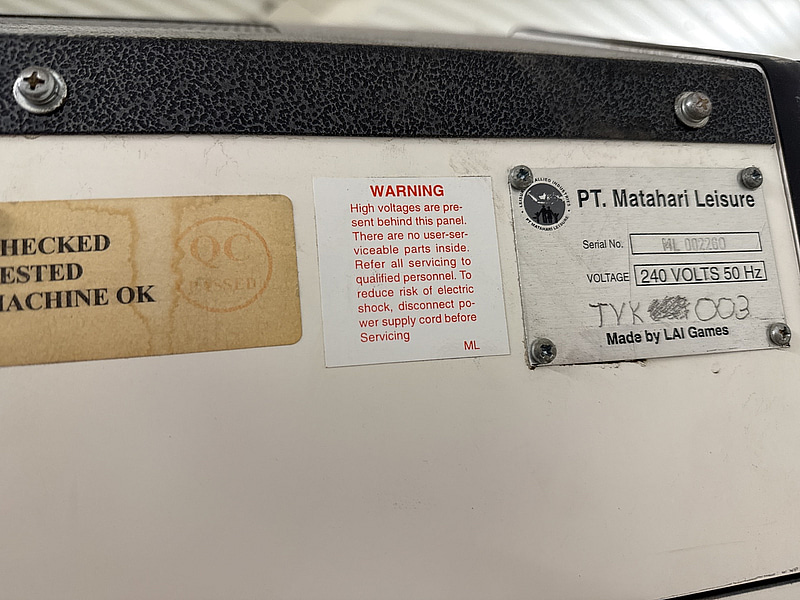 HECKED
ESTED
MACHINE OK
QC
PASSED
WARNING
High voltages are pre-
sent behind this panel.
There are no user-ser-
viceable parts inside.
Refer all servicing to
qualified personnel. To
reduce risk of electric
shock, disconnect po-
wer supply cord before
Servicing
ML
PT. Matahari Leisure
Serial No. ML 002260
VOLTAGE 240 VOLTS 50 Hz
TVK 003
Made by LAI Games